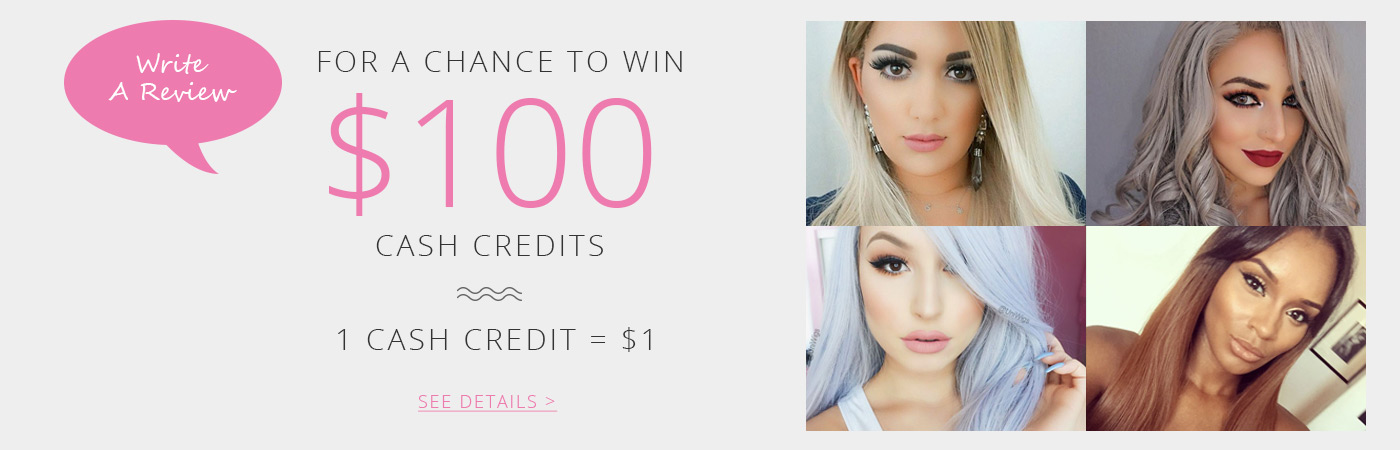 Write
A Review
FOR A CHANCE TO WIN
$100
CASH CREDITS
1 CASH CREDIT = $1
SEE DETAILS >